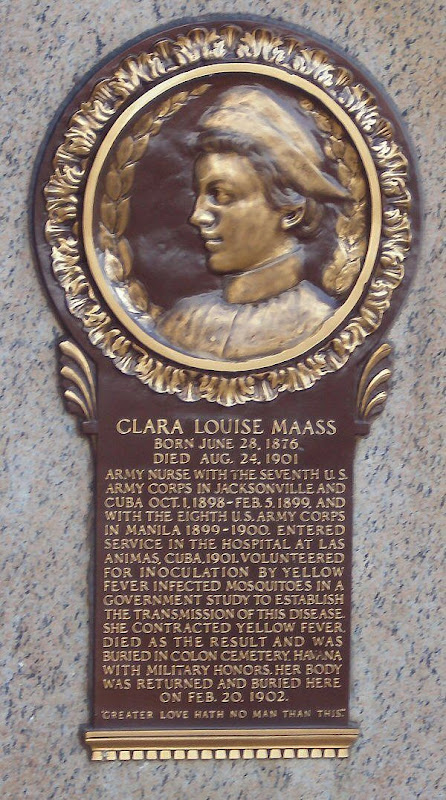 CLARA LOUISE MAASS
BORN JUNE 28, 1876
DIED AUG. 24, 1901
ARMY NURSE WITH THE SEVENTH U.S.
ARMY CORPS IN JACKSONVILLE AND
CUBA OCT. 1, 1898-FEB. 5, 1899, AND
WITH THE EIGHTH U.S. ARMY CORPS
IN MANILA 1899-1900. ENTERED
SERVICE IN THE HOSPITAL AT LAS
ANIMAS, CUBA, 1901. VOLUNTEERED
FOR INOCULATION BY YELLOW
FEVER INFECTED MOSQUITOES IN A
GOVERNMENT STUDY TO ESTABLISH
THE TRANSMISSION OF THIS DISEASE.
SHE CONTRACTED YELLOW FEVER,
DIED AS THE RESULT AND WAS
BURIED IN COLON CEMETERY, HAVANA
WITH MILITARY HONORS. HER BODY
WAS RETURNED AND BURIED HERE
ON FEB. 20, 1902.
"GREATER LOVE HATH NO MAN THAN THIS."